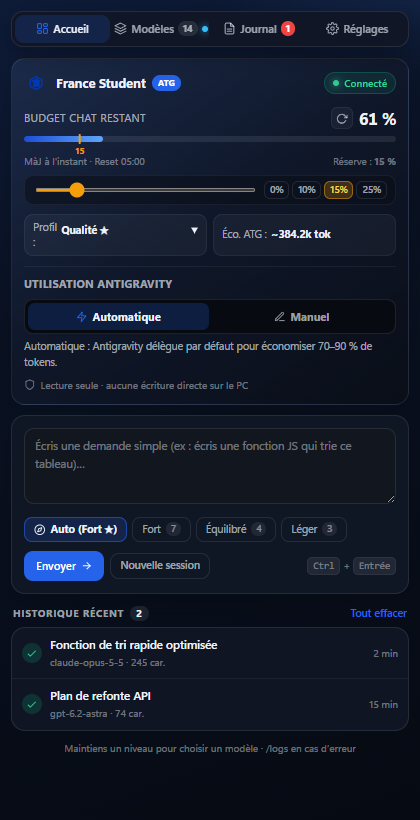 Accueil Modèles 14 Journal 1 Réglages
France Student ATG Connecté
BUDGET CHAT RESTANT 61 %
15
MàJ à l'instant · Reset 05:00 Réserve : 15 %
0% 10% 15% 25%
Profil : Qualité ★ ▼ Éco. ATG : ~384.2k tok
UTILISATION ANTIGRAVITY
Automatique Manuel
Automatique : Antigravity délègue par défaut pour économiser 70–90 % de
tokens.
Lecture seule · aucune écriture directe sur le PC
Écris une demande simple (ex : écris une fonction JS qui trie ce
tableau)...
Auto (Fort ★) Fort 7 Équilibré 4 Léger 3
Envoyer → Nouvelle session Ctrl + Entrée
HISTORIQUE RÉCENT 2 Tout effacer
Fonction de tri rapide optimisée
claude-opus-5-5 · 245 car. 2 min
Plan de refonte API
gpt-6.2-astra · 74 car. 15 min
Maintiens un niveau pour choisir un modèle · /logs en cas d'erreur